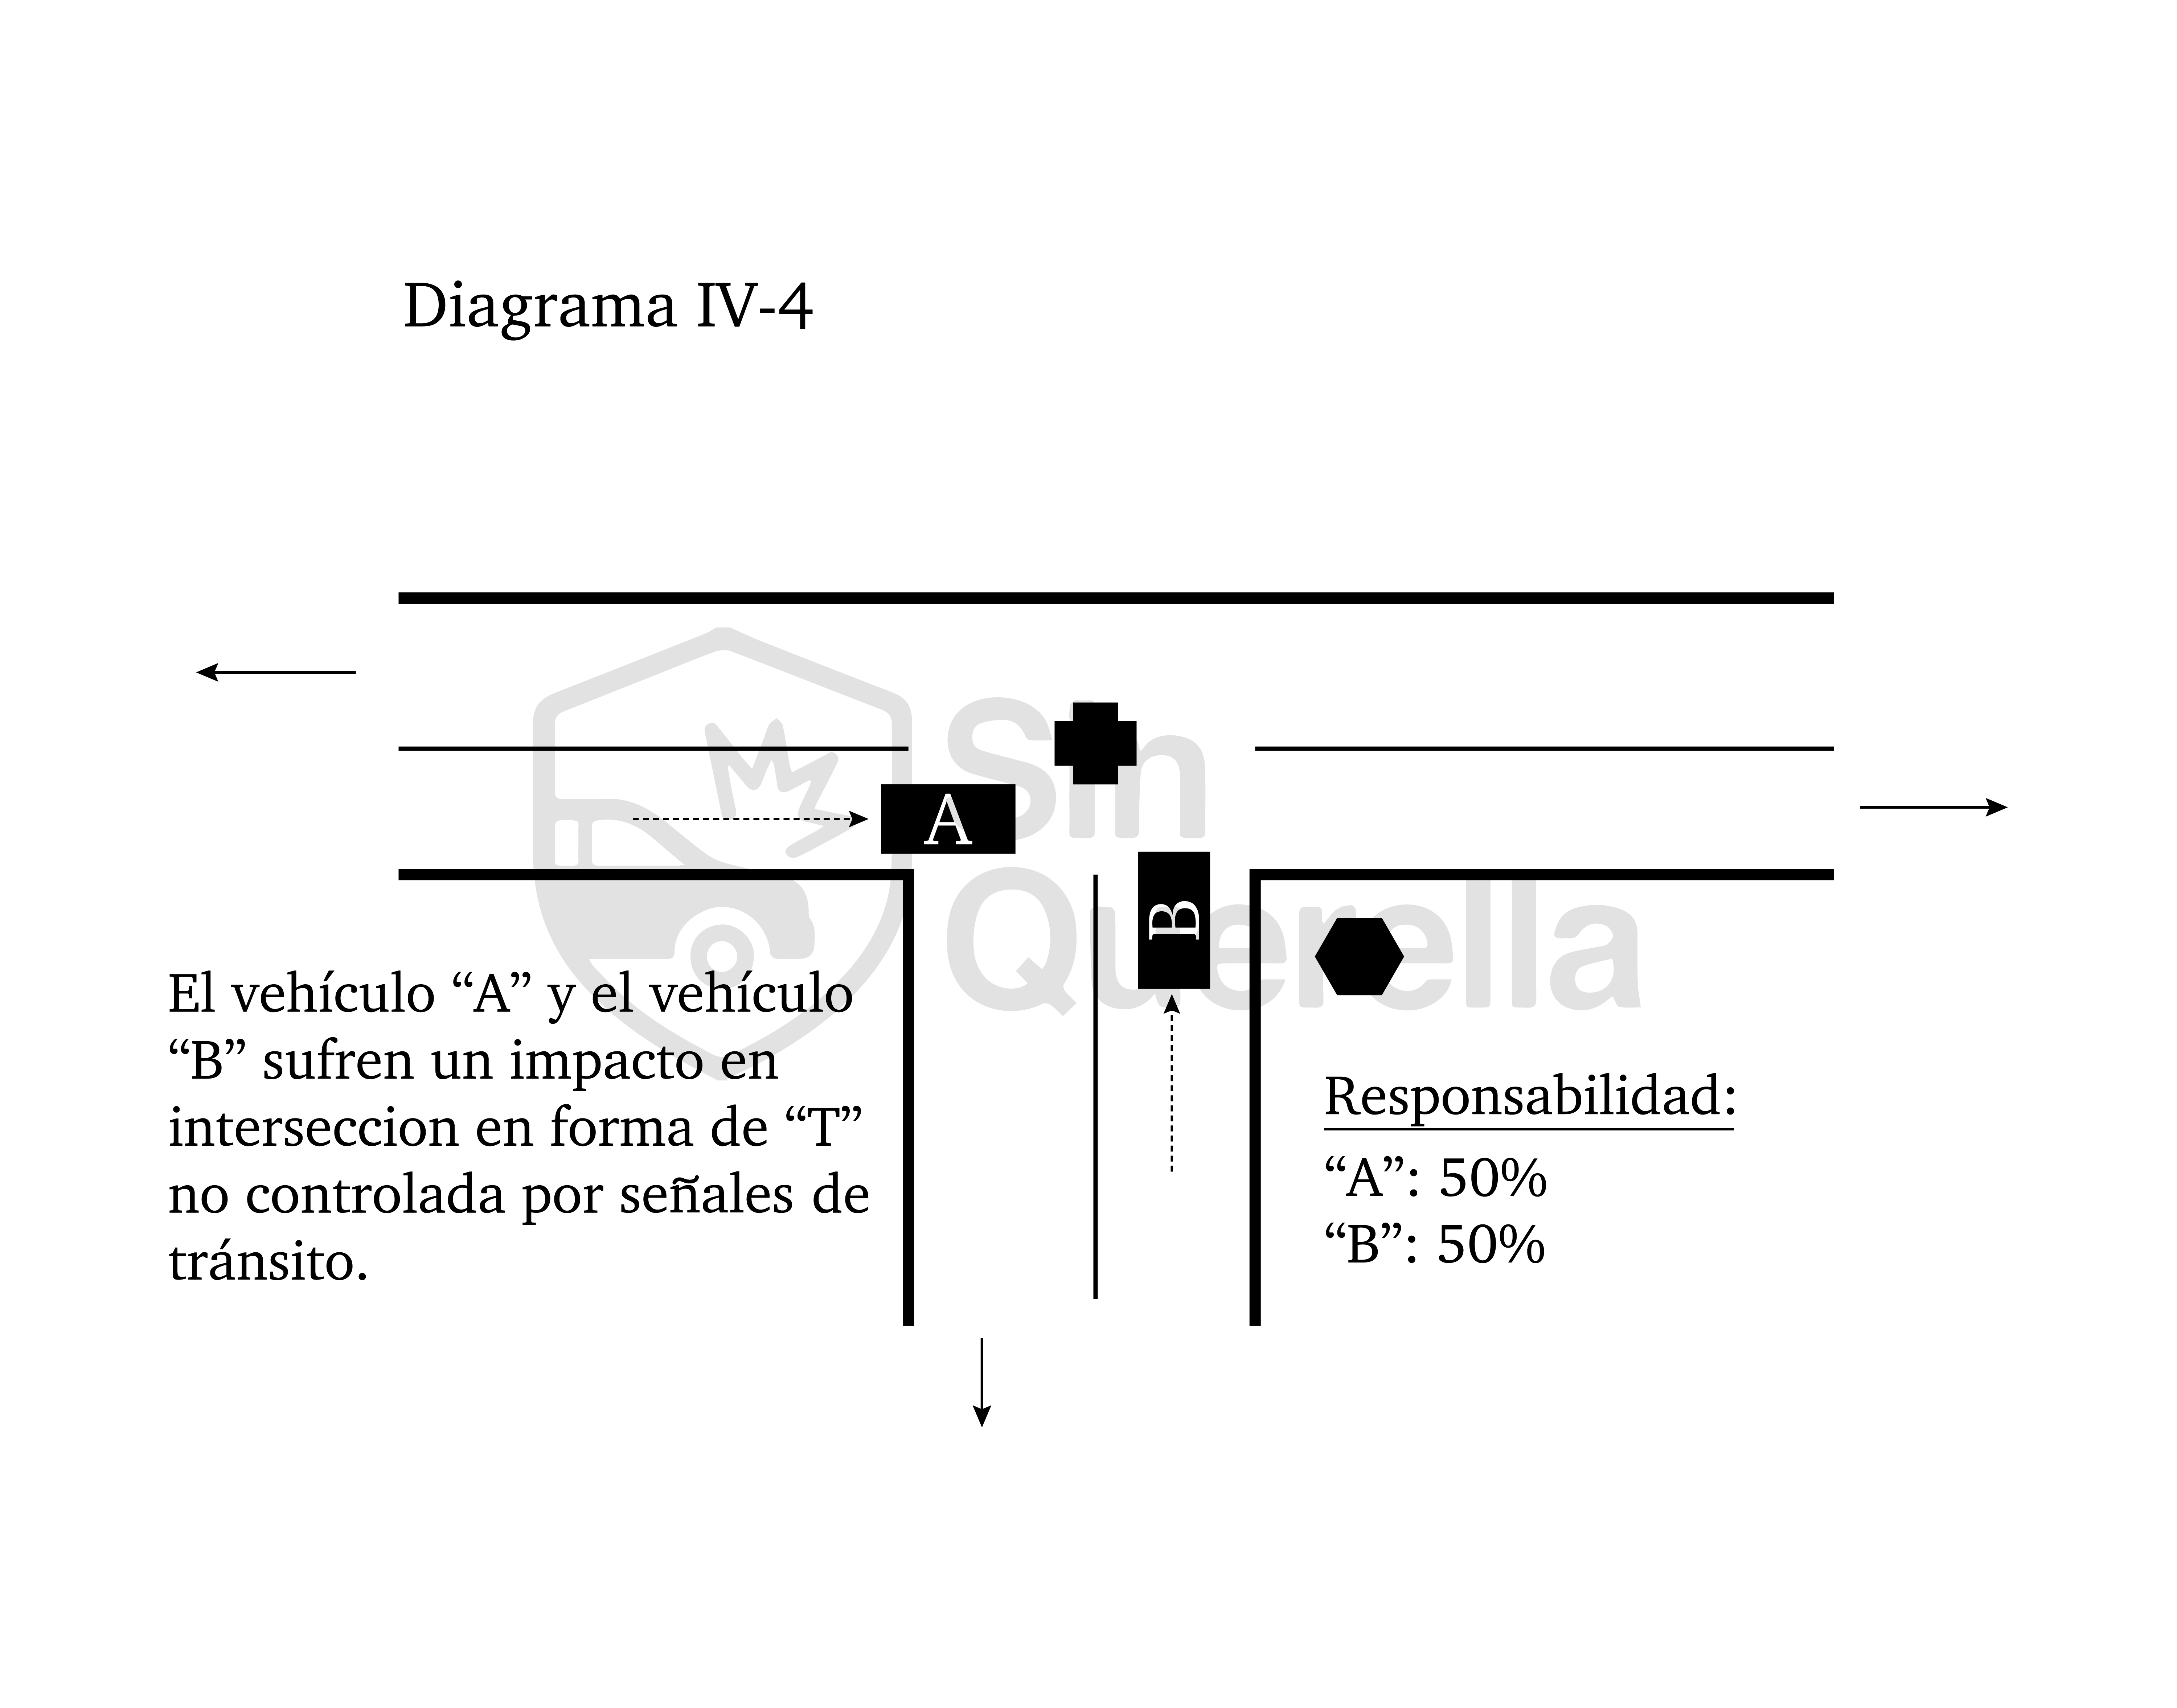 Diagrama IV-4
Sin
Querella
A
B
El vehículo “A” y el vehículo
“B” sufren un impacto en
interseccion en forma de “T”
no controlada por señales de
tránsito.
Responsabilidad:
“A”: 50%
“B”: 50%